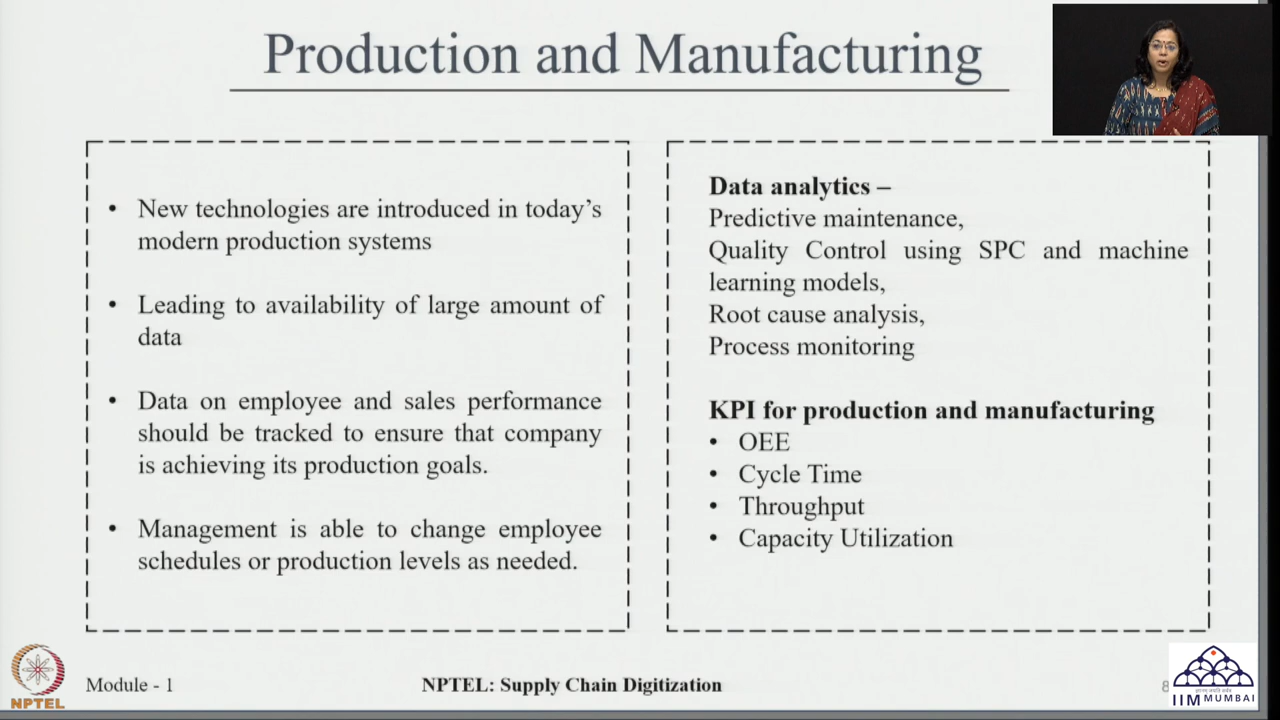 Production and Manufacturing
• New technologies are introduced in today's
modern production systems
• Leading to availability of large amount of
data
• Data on employee and sales performance
should be tracked to ensure that company
is achieving its production goals.
• Management is able to change employee
schedules or production levels as needed.
Data analytics –
Predictive maintenance,
Quality Control using SPC and machine
learning models,
Root cause analysis,
Process monitoring
KPI for production and manufacturing
• OEE
• Cycle Time
• Throughput
• Capacity Utilization
NPTEL
Module - 1
NPTEL: Supply Chain Digitization
8
IIM MUMBAI